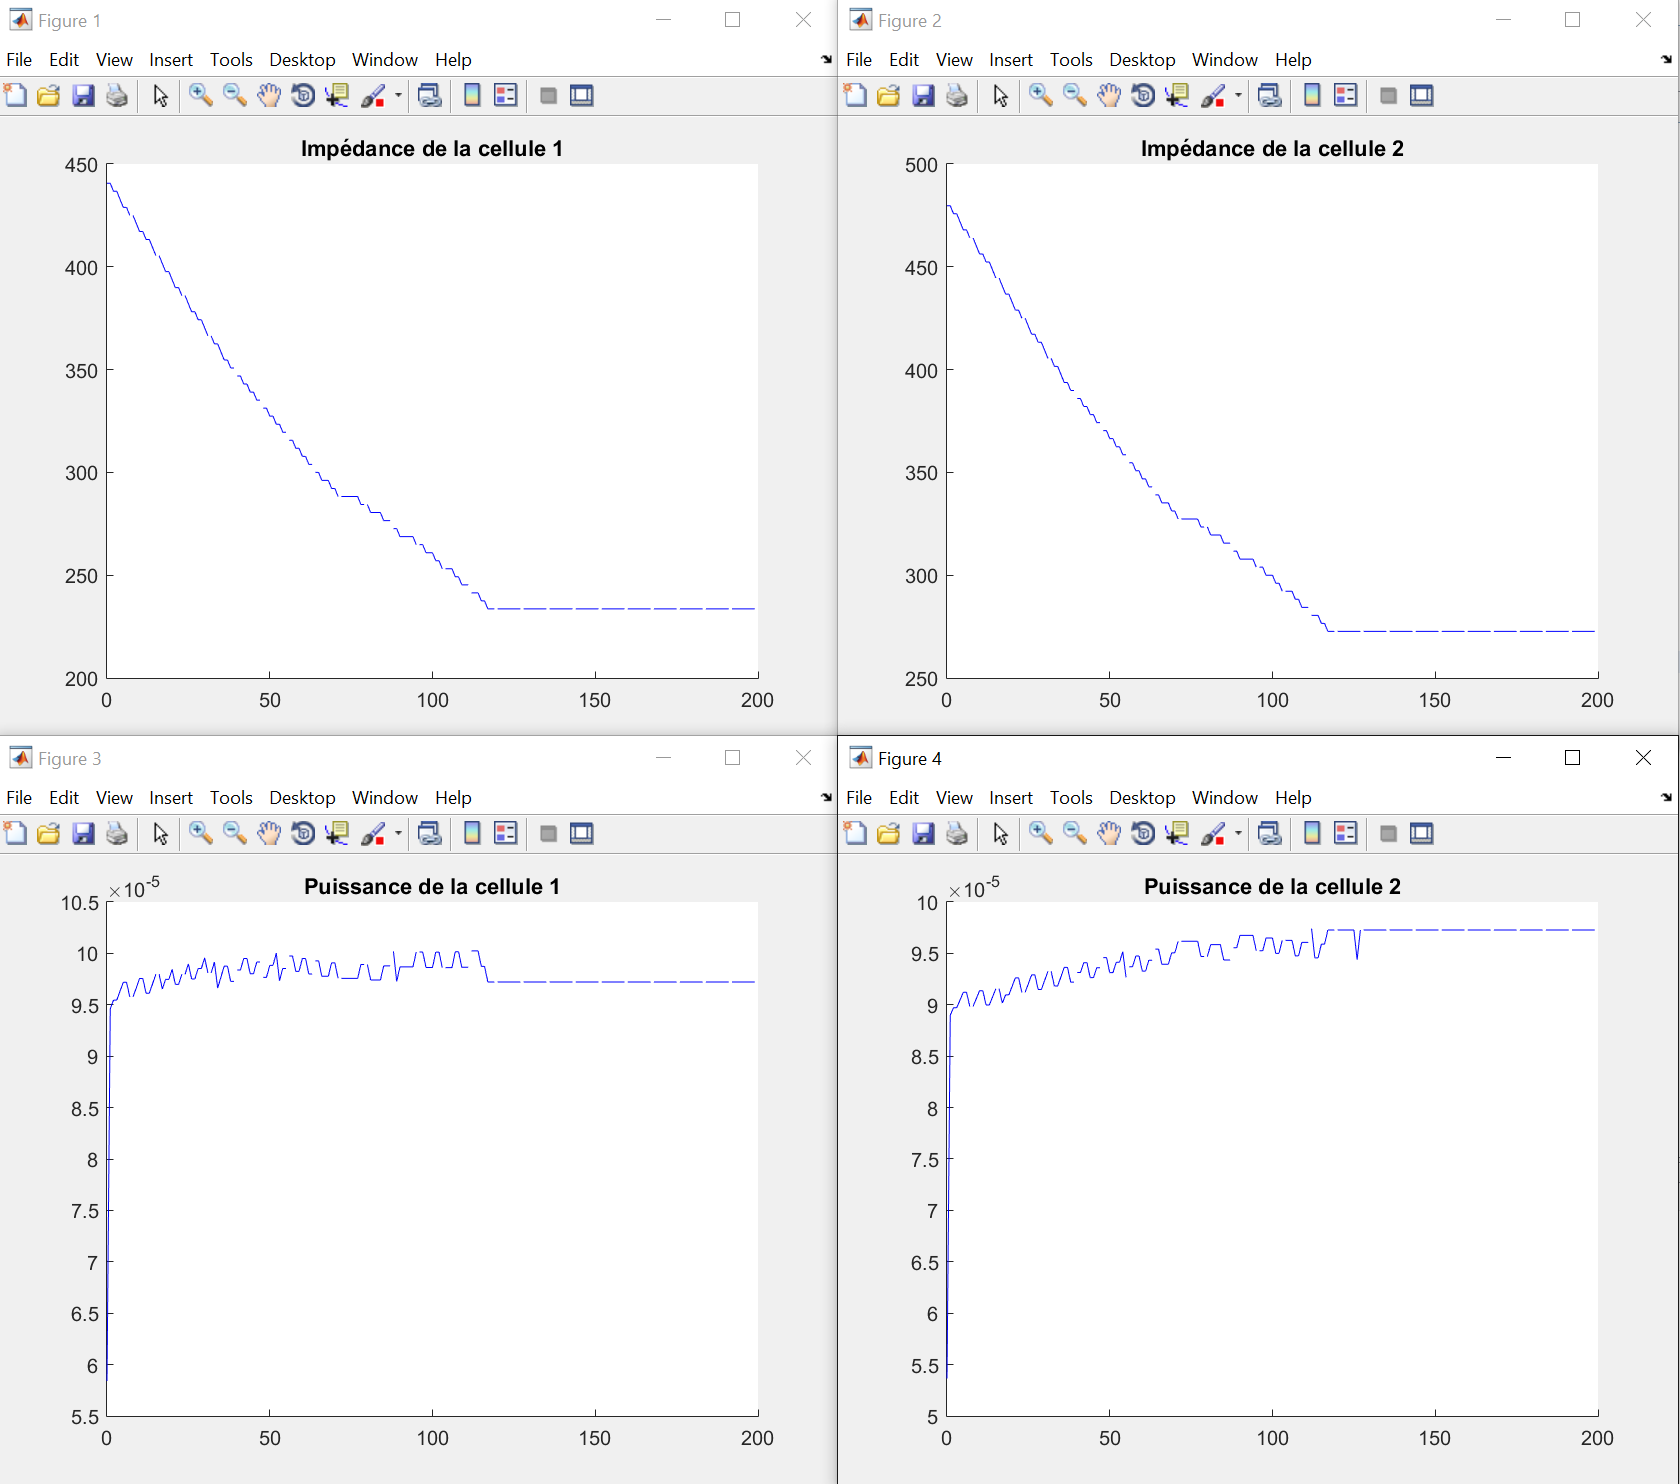 Figure 1
File Edit View Insert Tools Desktop Window Help
Impédance de la cellule 1
450
400
350
300
250
200
0 50 100 150 200
Figure 2
File Edit View Insert Tools Desktop Window Help
Impédance de la cellule 2
500
450
400
350
300
250
0 50 100 150 200
Figure 3
File Edit View Insert Tools Desktop Window Help
×10-5
Puissance de la cellule 1
10.5
10
9.5
9
8.5
8
7.5
7
6.5
6
5.5
0 50 100 150 200
Figure 4
File Edit View Insert Tools Desktop Window Help
×10-5
Puissance de la cellule 2
10
9.5
9
8.5
8
7.5
7
6.5
6
5.5
5
0 50 100 150 200